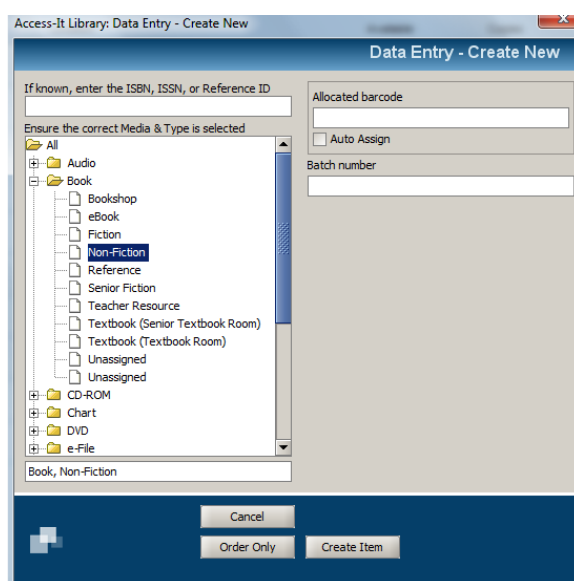 Access-It Library: Data Entry - Create New
Data Entry - Create New
If known, enter the ISBN, ISSN, or Reference ID
Allocated barcode
Auto Assign
Batch number
Ensure the correct Media & Type is selected
All
Audio
Book
Bookshop
eBook
Fiction
Non-Fiction
Reference
Senior Fiction
Teacher Resource
Textbook (Senior Textbook Room)
Textbook (Textbook Room)
Unassigned
Unassigned
CD-ROM
Chart
DVD
e-File
Book, Non-Fiction
Cancel
Order Only
Create Item